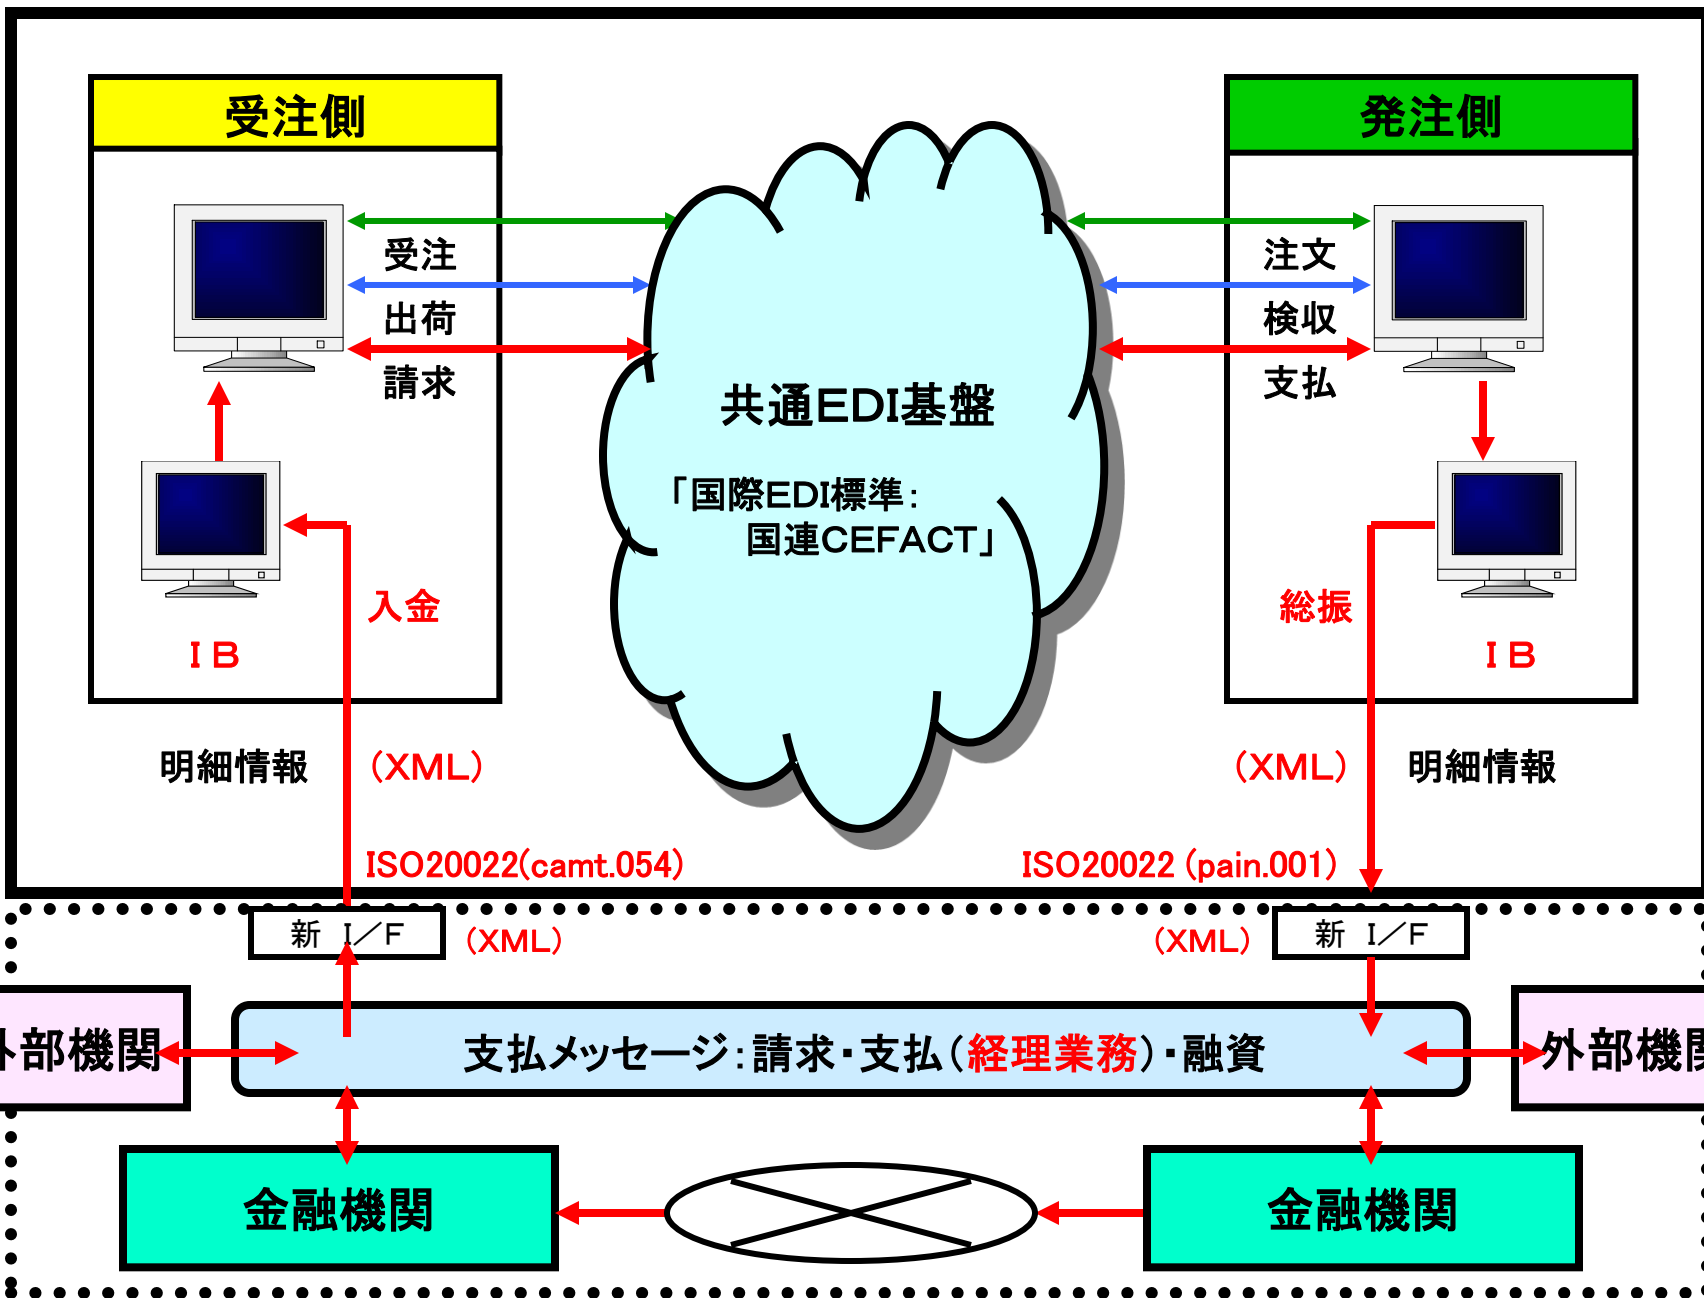 受注側
発注側
受注
出荷
請求
注文
検収
支払
共通EDI基盤
「国際EDI標準:
国連CEFACT」
入金
ＩＢ
総振
ＩＢ
明細情報
(XML)
(XML)
明細情報
ISO20022(camt.054)
ISO20022 (pain.001)
新　I／F
(XML)
(XML)
新　I／F
外部機関
支払メッセージ：請求・支払（経理業務）・融資
外部機関
金融機関
金融機関